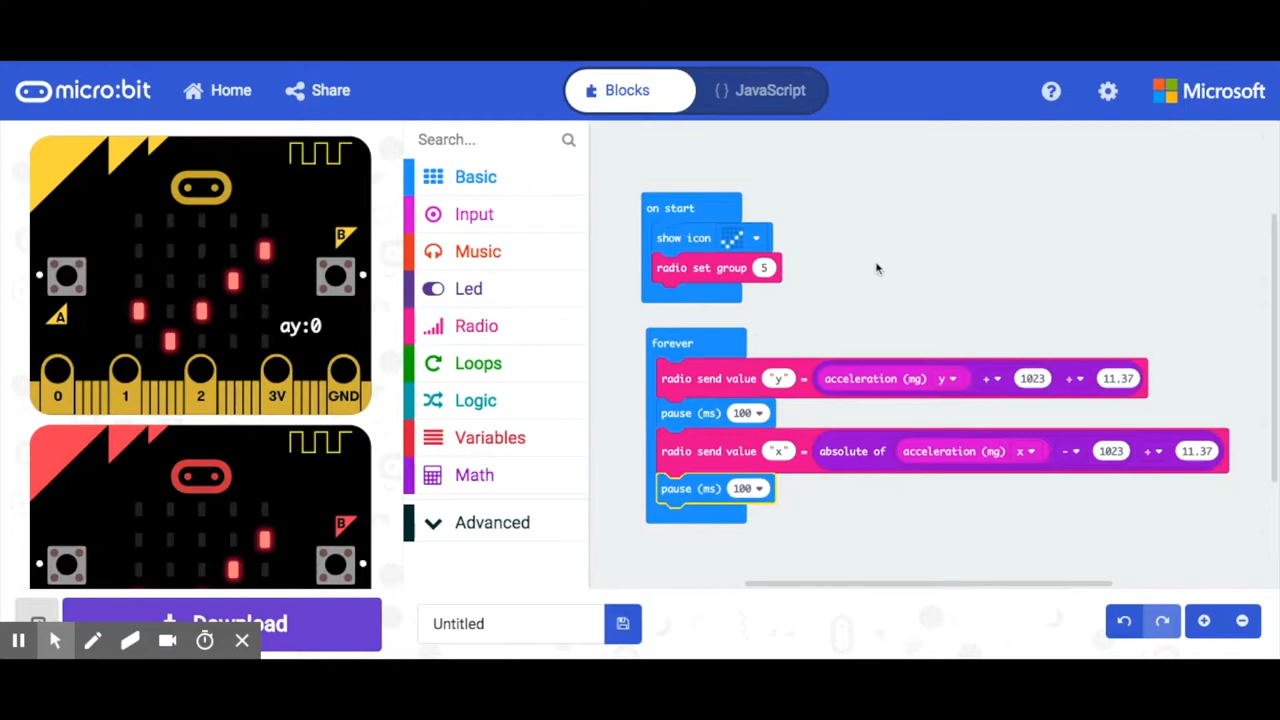 micro:bit Home Share Blocks { } JavaScript ? Microsoft
Search...
Basic
Input
Music
Led
Radio
Loops
Logic
Variables
Math
Advanced
B
A
ay:0
0 1 2 3V GND
B
Download
on start
show icon
radio set group 5
forever
radio send value "y" = acceleration (mg) y + 1023 ÷ 11.37
pause (ms) 100
radio send value "x" = absolute of acceleration (mg) x - 1023 ÷ 11.37
pause (ms) 100
Untitled